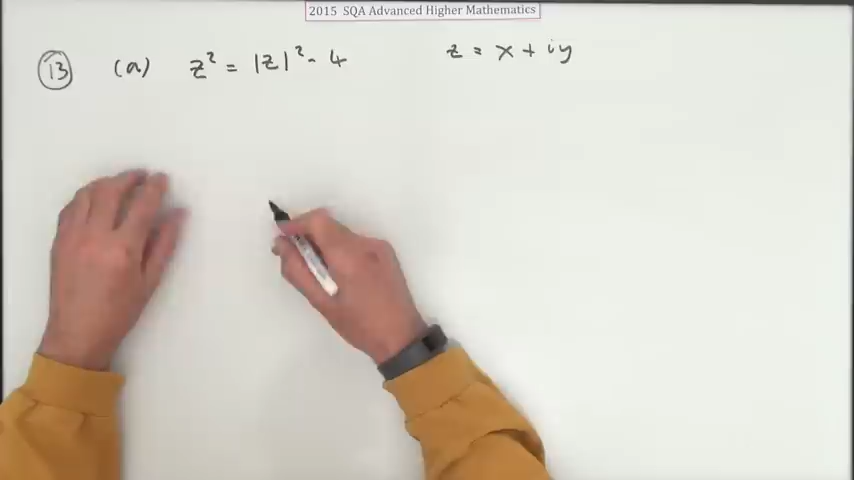 2015 SQA Advanced Higher Mathematics
13 (a) z² = |z|² - 4 z = x + iy